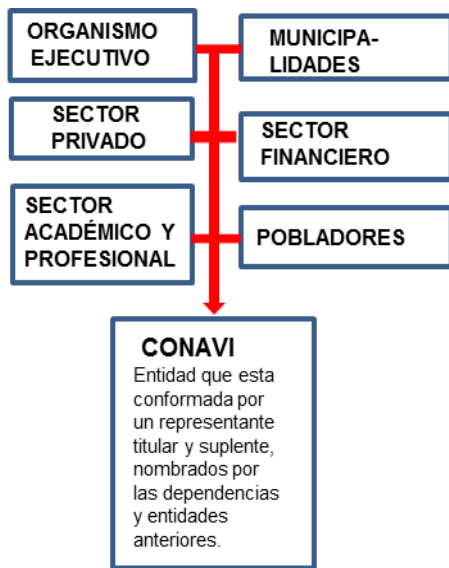 ORGANISMO
EJECUTIVO
MUNICIPA-
LIDADES
SECTOR
PRIVADO
SECTOR
FINANCIERO
SECTOR
ACADÉMICO Y
PROFESIONAL
POBLADORES
CONAVI
Entidad que esta
conformada por
un representante
titular y suplente,
nombrados por
las dependencias
y entidades
anteriores.